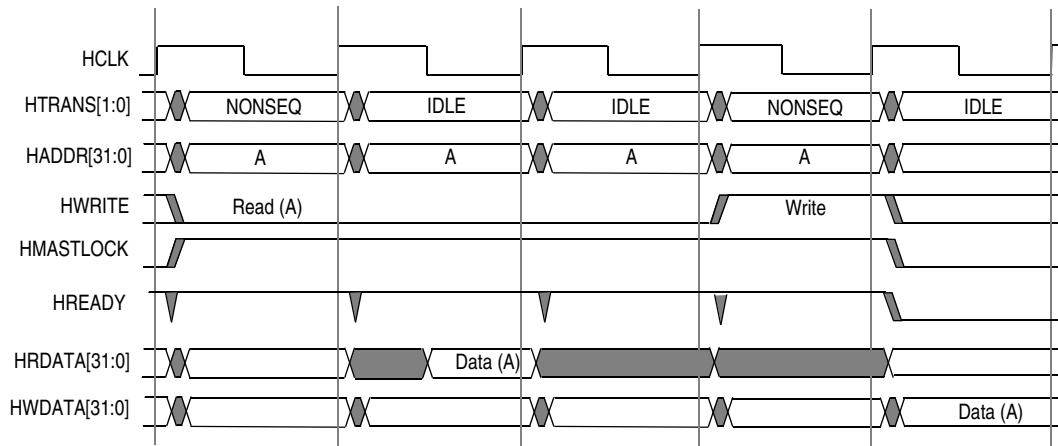 HCLK
HTRANS[1:0] NONSEQ IDLE IDLE NONSEQ IDLE
HADDR[31:0] A A A A
HWRITE Read (A) Write
HMASTLOCK
HREADY
HRDATA[31:0] Data (A)
HWDATA[31:0] Data (A)